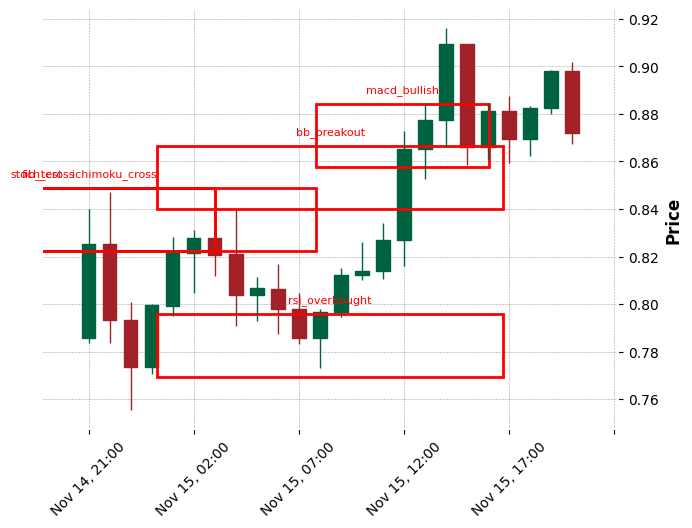 0.92
0.90
macd_bullish
0.88
bb_breakout
0.86
ichimoku_cross
0.84
Price
0.82
rsi_overbought
0.80
0.78
0.76
Nov 14, 21:00
Nov 15, 02:00
Nov 15, 07:00
Nov 15, 12:00
Nov 15, 17:00